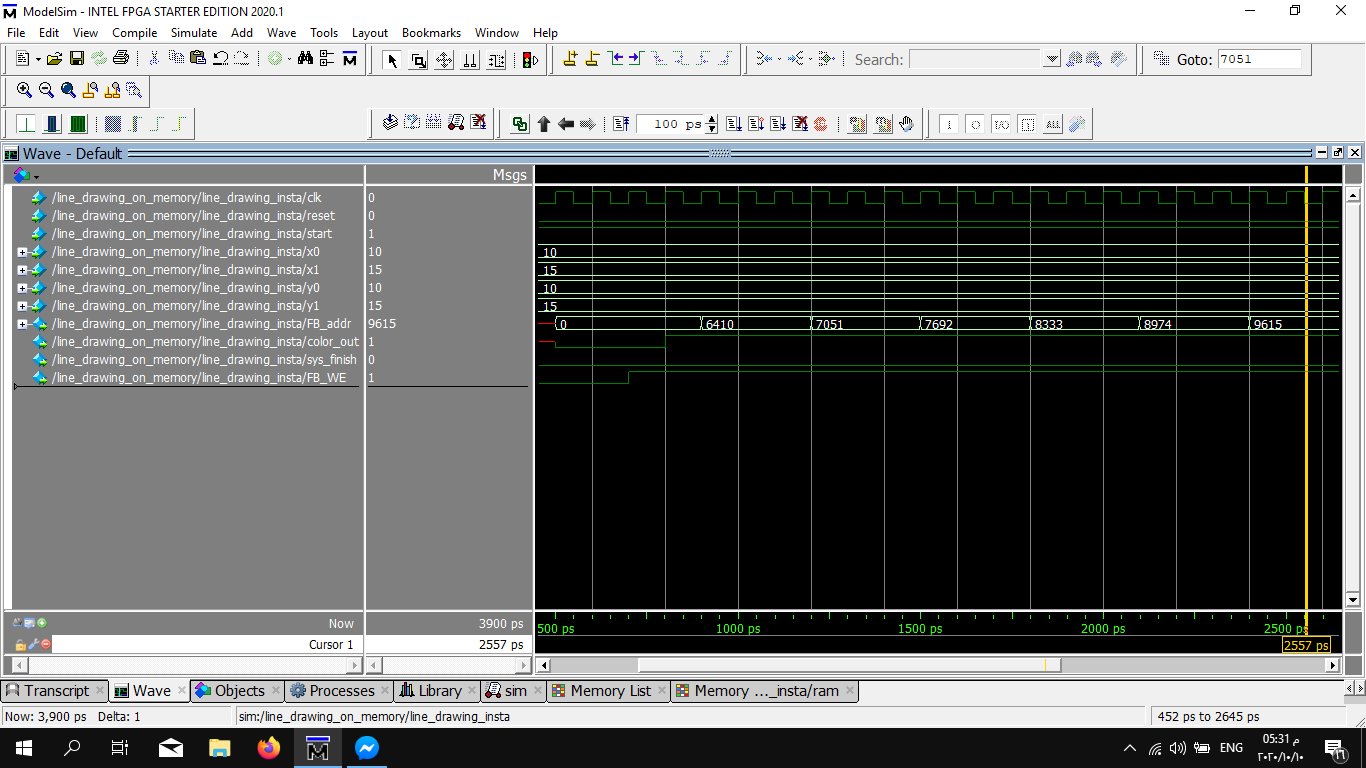 ModelSim - INTEL FPGA STARTER EDITION 2020.1
File Edit View Compile Simulate Add Wave Tools Layout Bookmarks Window Help
Search: Goto: 7051
100 ps
Wave - Default
Msgs
/line_drawing_on_memory/line_drawing_insta/clk 0
/line_drawing_on_memory/line_drawing_insta/reset 0
/line_drawing_on_memory/line_drawing_insta/start 1
/line_drawing_on_memory/line_drawing_insta/x0 10 10
/line_drawing_on_memory/line_drawing_insta/x1 15 15
/line_drawing_on_memory/line_drawing_insta/y0 10 10
/line_drawing_on_memory/line_drawing_insta/y1 15 15
/line_drawing_on_memory/line_drawing_insta/FB_addr 9615 0 6410 7051 7692 8333 8974 9615
/line_drawing_on_memory/line_drawing_insta/color_out 1
/line_drawing_on_memory/line_drawing_insta/sys_finish 0
/line_drawing_on_memory/line_drawing_insta/FB_WE 1
Now 3900 ps 500 ps 1000 ps 1500 ps 2000 ps 2500 ps
Cursor 1 2557 ps 2557 ps
Transcript Wave Objects Processes Library sim Memory List Memory ..._insta/ram
Now: 3,900 ps Delta: 1 sim:/line_drawing_on_memory/line_drawing_insta 452 ps to 2645 ps
ENG 05:31 م
٢٠٢٠/١٠/١٠
١٦